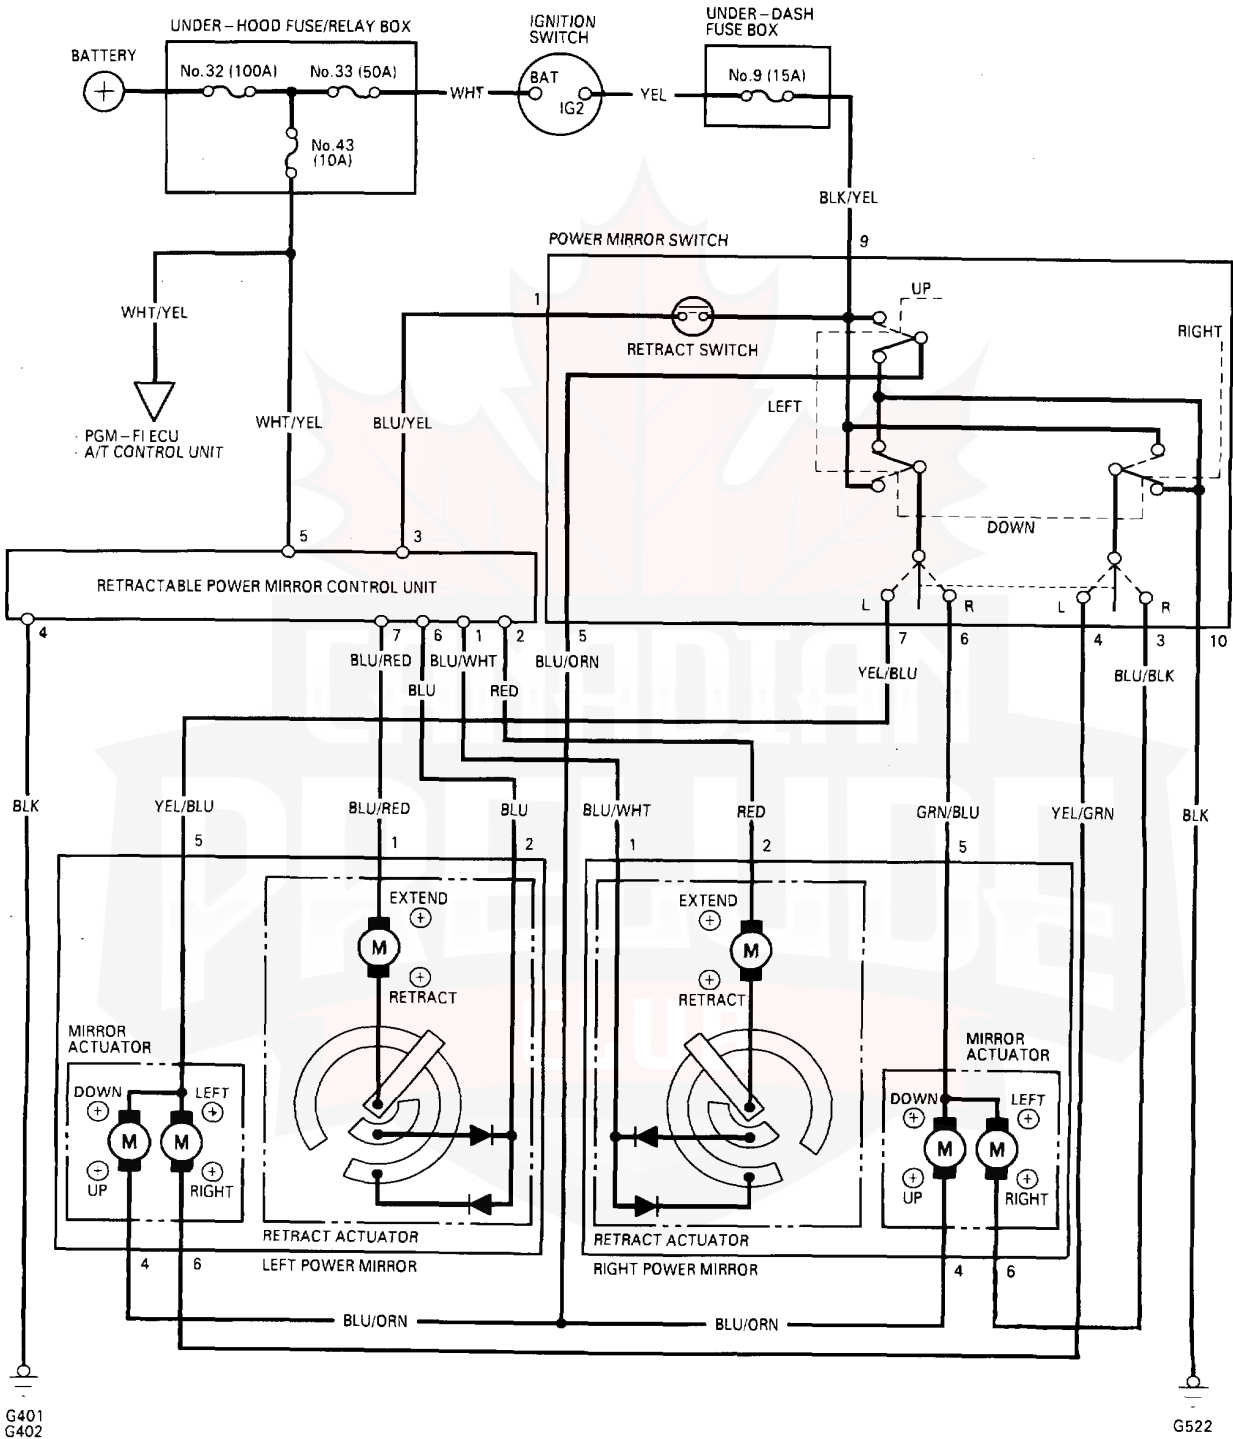 UNDER-HOOD FUSE/RELAY BOX
IGNITION
SWITCH
UNDER-DASH
FUSE BOX
BATTERY
No.32 (100A)
No.33 (50A)
WHT
BAT
IG2
YEL
No.9 (15A)
No.43
(10A)
BLK/YEL
POWER MIRROR SWITCH
9
UP
1
RIGHT
WHT/YEL
RETRACT SWITCH
LEFT
WHT/YEL
BLU/YEL
PGM-FI ECU
A/T CONTROL UNIT
DOWN
5
3
RETRACTABLE POWER MIRROR CONTROL UNIT
L
R
L
R
4
7
6
1
2
5
7
6
4
3
10
BLU/RED
BLU/WHT
BLU/ORN
YEL/BLU
BLU/BLK
BLU
RED
BLK
YEL/BLU
BLU/RED
BLU
BLU/WHT
RED
GRN/BLU
YEL/GRN
BLK
5
1
2
1
2
5
EXTEND
M
RETRACT
EXTEND
M
RETRACT
CANADIAN
PRELUDE
CLUB
MIRROR
ACTUATOR
MIRROR
ACTUATOR
DOWN
LEFT
M
M
UP
RIGHT
DOWN
LEFT
M
M
UP
RIGHT
RETRACT ACTUATOR
RETRACT ACTUATOR
4
6
LEFT POWER MIRROR
RIGHT POWER MIRROR
4
6
BLU/ORN
BLU/ORN
G401
G402
G522